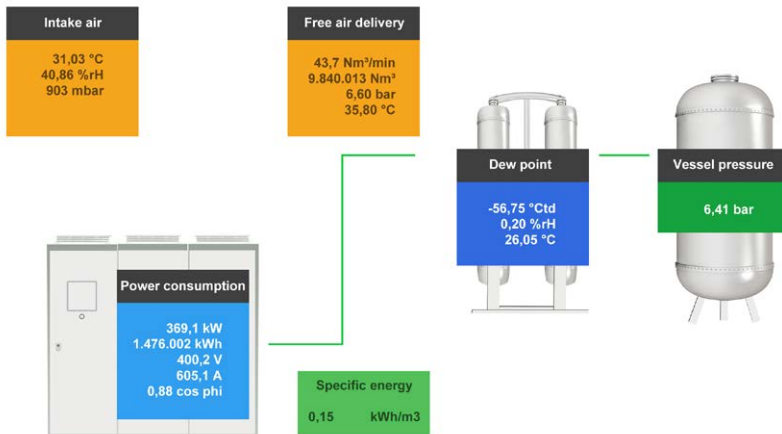 Intake air
31,03 °C
40,86 %rH
903 mbar
Free air delivery
43,7 Nm³/min
9.840.013 Nm³
6,60 bar
35,80 °C
Dew point
-56,75 °Ctd
0,20 %rH
26,05 °C
Vessel pressure
6,41 bar
Power consumption
369,1 kW
1.476.002 kWh
400,2 V
605,1 A
0,88 cos phi
Specific energy
0,15 kWh/m3